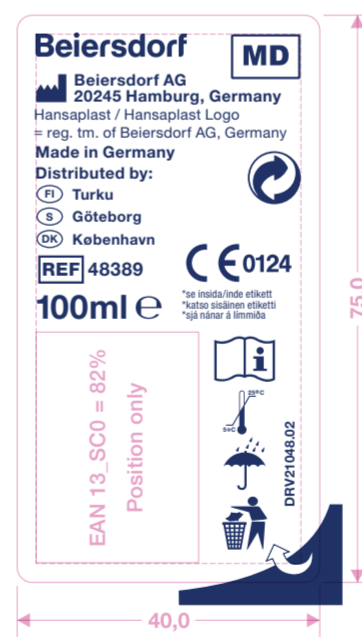 Beiersdorf
MD
Beiersdorf AG
20245 Hamburg, Germany
Hansaplast / Hansaplast Logo
= reg. tm. of Beiersdorf AG, Germany
Made in Germany
Distributed by:
FI Turku
S Göteborg
DK København
REF 48389
CE 0124
100ml ℮
*se insida/inde etikett
*katso sisäinen etiketti
*sjá nánar á límmiða
EAN 13_SC0 = 82%
Position only
i
25°C
5°C
DRV21048.02
75,0
40,0